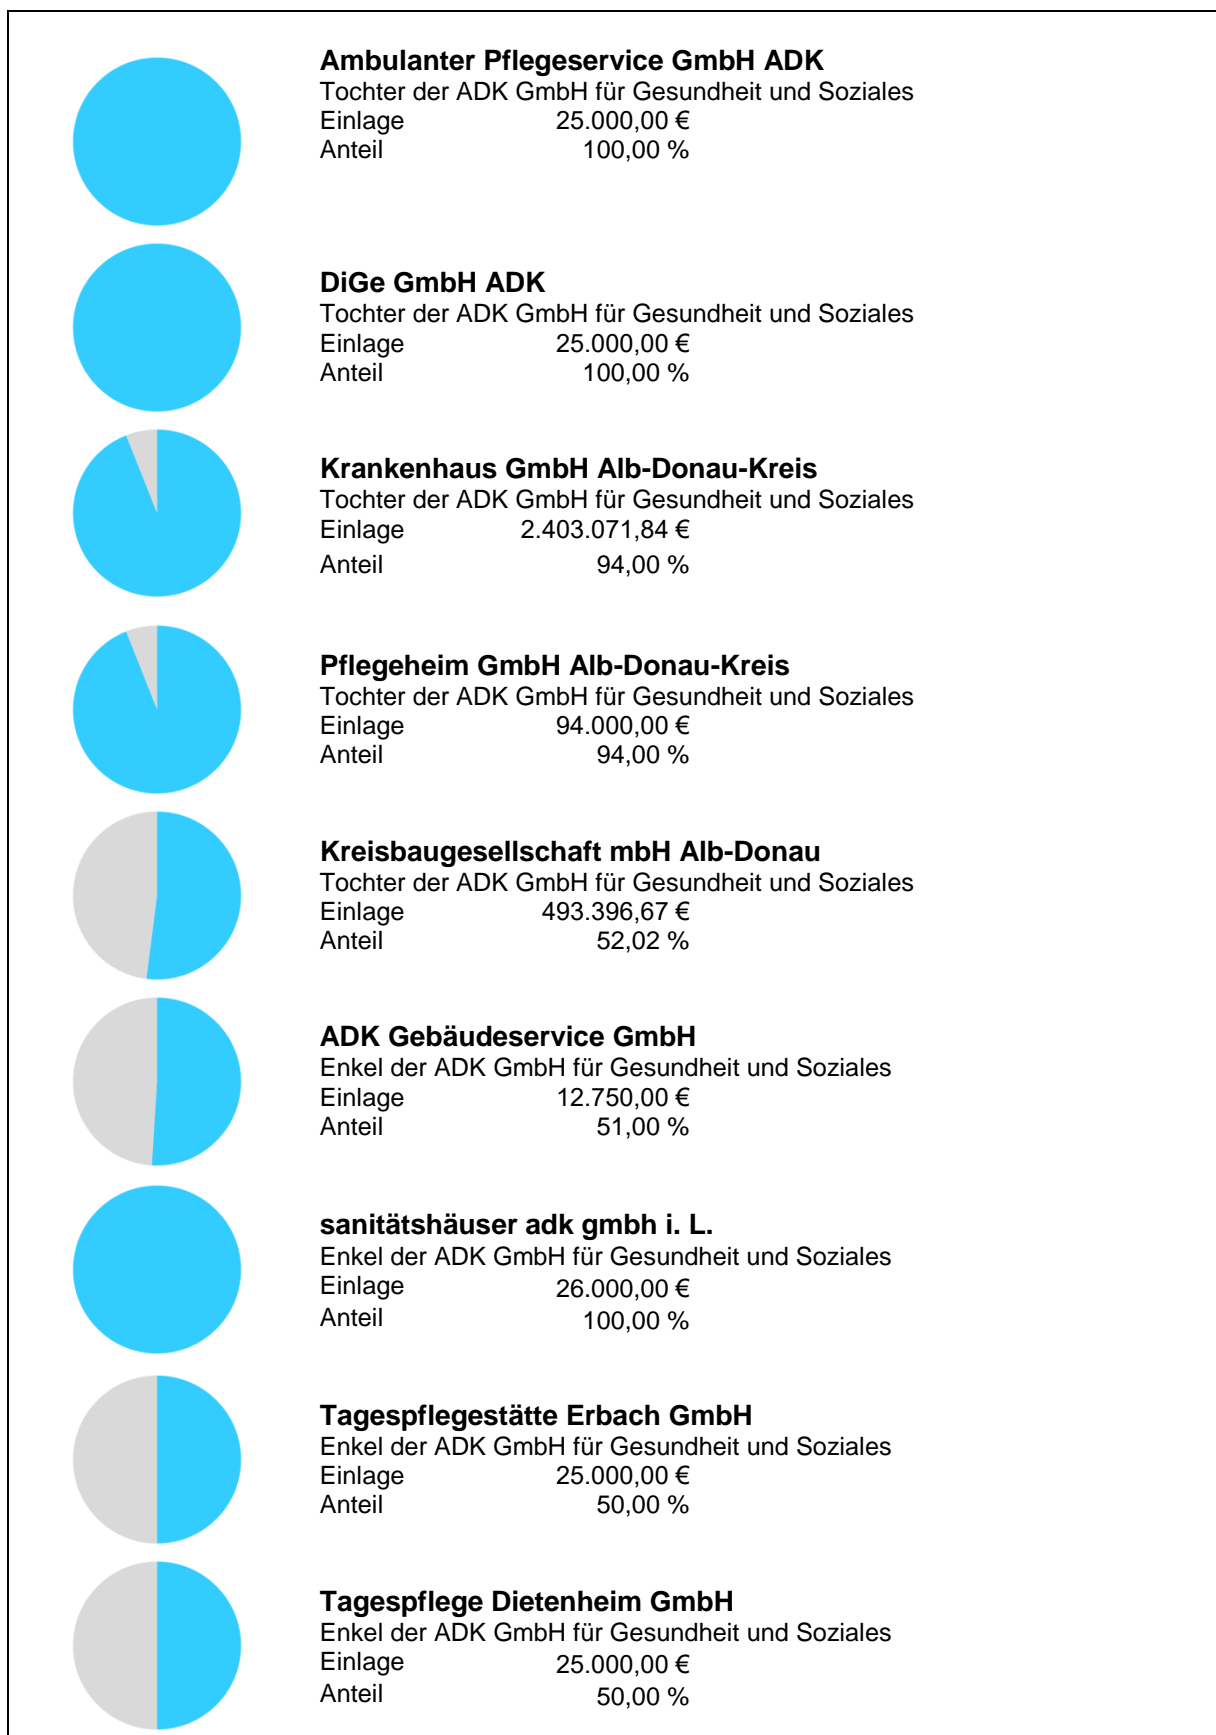 Ambulanter Pflegeservice GmbH ADK
Tochter der ADK GmbH für Gesundheit und Soziales
Einlage 25.000,00 €
Anteil 100,00 %
DiGe GmbH ADK
Tochter der ADK GmbH für Gesundheit und Soziales
Einlage 25.000,00 €
Anteil 100,00 %
Krankenhaus GmbH Alb-Donau-Kreis
Tochter der ADK GmbH für Gesundheit und Soziales
Einlage 2.403.071,84 €
Anteil 94,00 %
Pflegeheim GmbH Alb-Donau-Kreis
Tochter der ADK GmbH für Gesundheit und Soziales
Einlage 94.000,00 €
Anteil 94,00 %
Kreisbaugesellschaft mbH Alb-Donau
Tochter der ADK GmbH für Gesundheit und Soziales
Einlage 493.396,67 €
Anteil 52,02 %
ADK Gebäudeservice GmbH
Enkel der ADK GmbH für Gesundheit und Soziales
Einlage 12.750,00 €
Anteil 51,00 %
sanitätshäuser adk gmbh i. L.
Enkel der ADK GmbH für Gesundheit und Soziales
Einlage 26.000,00 €
Anteil 100,00 %
Tagespflegestätte Erbach GmbH
Enkel der ADK GmbH für Gesundheit und Soziales
Einlage 25.000,00 €
Anteil 50,00 %
Tagespflege Dietenheim GmbH
Enkel der ADK GmbH für Gesundheit und Soziales
Einlage 25.000,00 €
Anteil 50,00 %